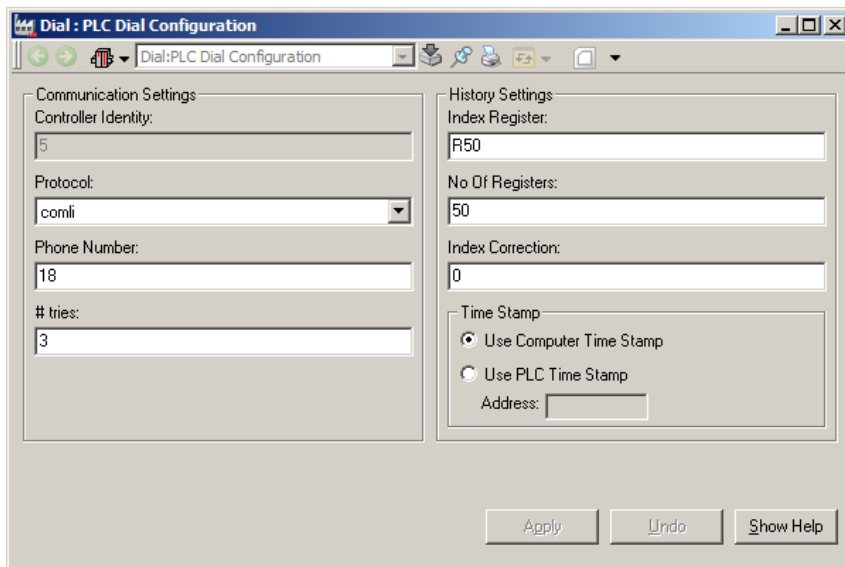 Dial : PLC Dial Configuration
Dial:PLC Dial Configuration
Communication Settings
Controller Identity:
5
Protocol:
comli
Phone Number:
18
# tries:
3
History Settings
Index Register:
R50
No Of Registers:
50
Index Correction:
0
Time Stamp
Use Computer Time Stamp
Use PLC Time Stamp
Address:
Apply
Undo
Show Help